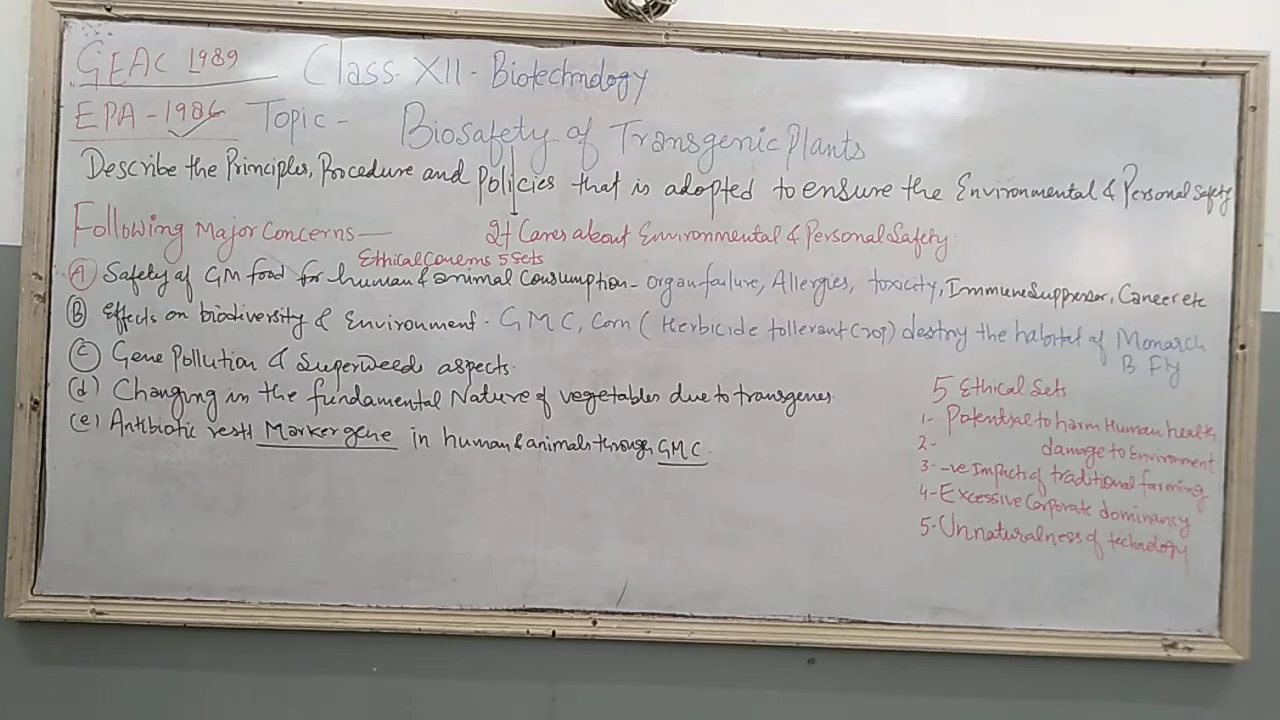 GEAC 1989
Class XII - Biotechnology
EPA - 1986
Topic - Biosafety of Transgenic Plants
Describe the Principles, Procedure and Policies that is adopted to ensure the Environmental & Personal Safety
Following Major Concerns — It Cares about Environmental & Personal Safety
Ethical Concerns 5 Sets
(A) Safety of GM food for human & animal Consumption - organ failure, Allergies, toxicity, Immune Suppressor, Cancer etc
(B) Effects on biodiversity & Environment - GMC, Corn (Herbicide tollerant Crop) destroy the habitat of Monarch
B Fly
(C) Gene Pollution & Superweed aspects.
(d) Changing in the fundamental Nature of vegetables due to transgenes.
(e) Antibiotic rest Marker gene in human & animals through GMC.
5 Ethical Sets
1- Potential to harm Human health,
2- damage to Environment
3- -ve Impacts of traditional farming
4- Excessive Corporate dominancy
5- Unnaturalness of technology